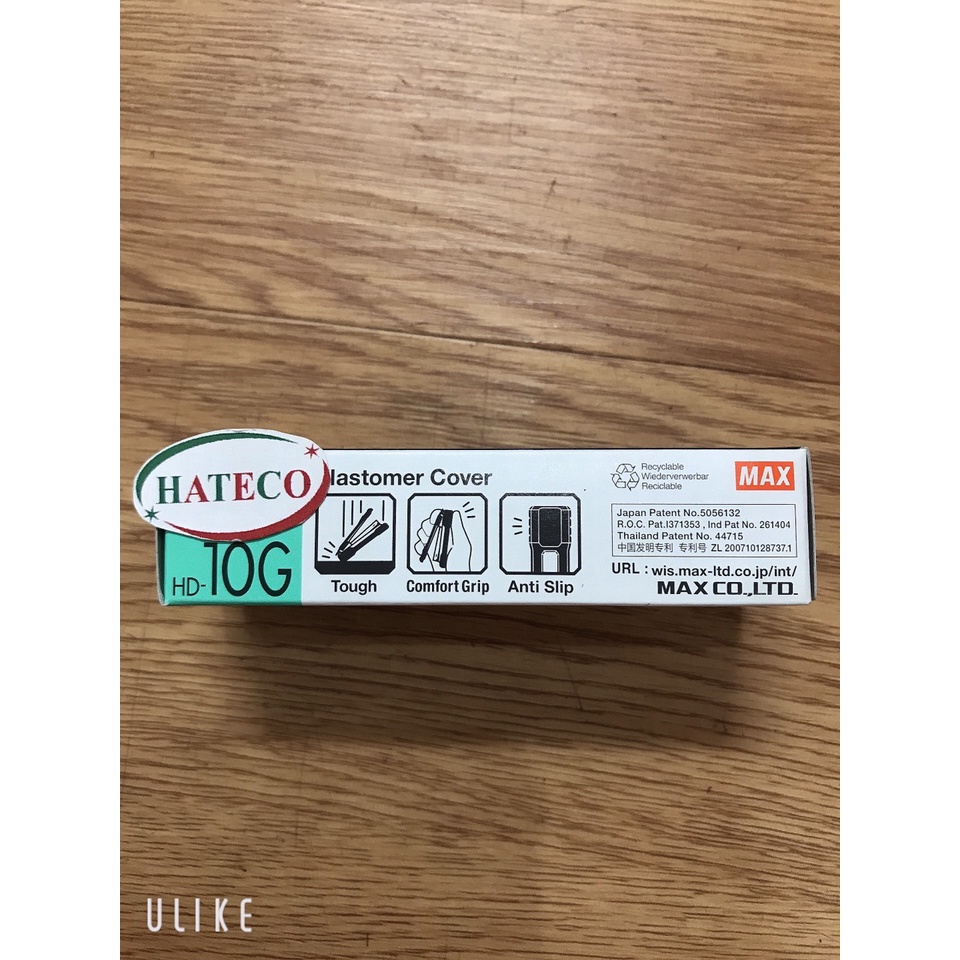 HATECO
HD-10G
lastomer Cover
Tough
Comfort Grip
Anti Slip
Recyclable
Wiederverwerbar
Reciclable
MAX
Japan Patent No.5056132
R.O.C. Pat.I371353 , Ind Pat No. 261404
Thailand Patent No. 44715
中国发明专利 专利号 ZL 200710128737.1
URL : wis.max-ltd.co.jp/int/
MAX CO.,LTD.
ULIKE